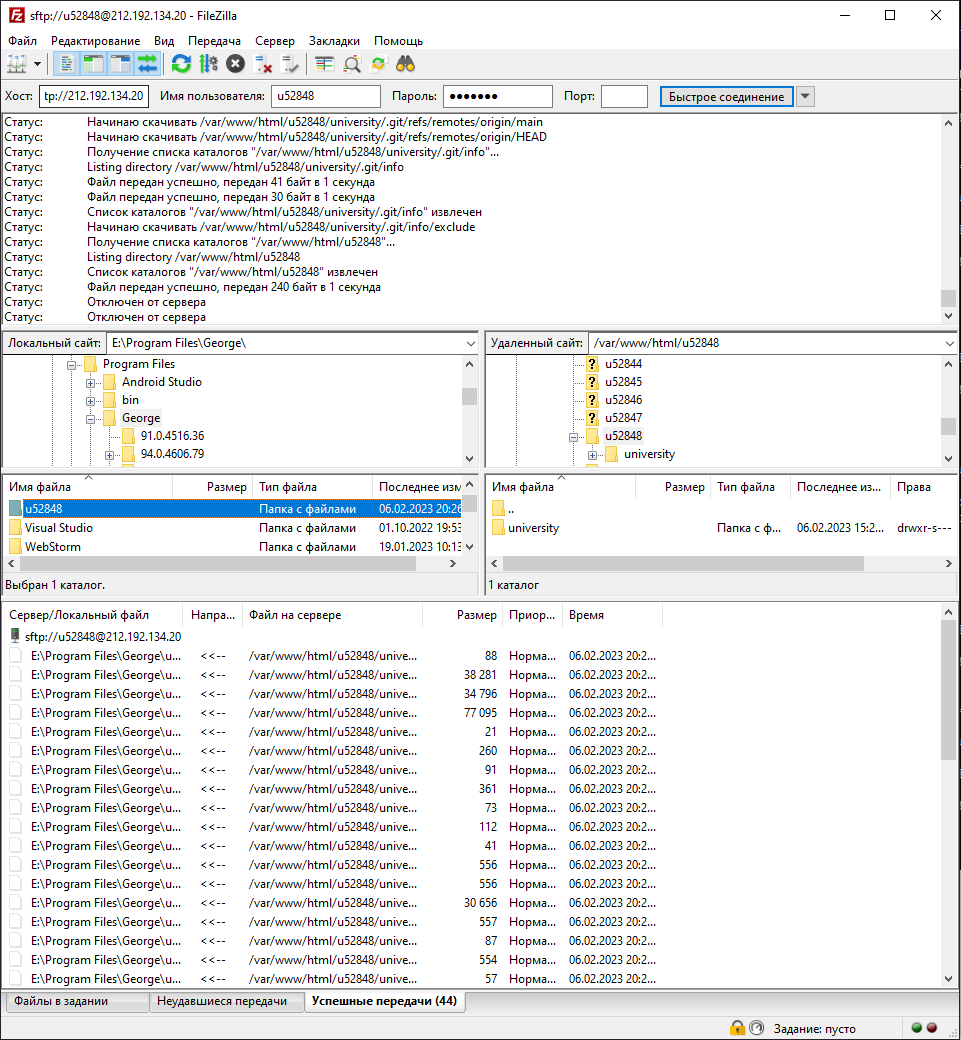 sftp://u52848@212.192.134.20 - FileZilla
Файл Редактирование Вид Передача Сервер Закладки Помощь
Хост: tp://212.192.134.20 Имя пользователя: u52848 Пароль: ●●●●●●● Порт: Быстрое соединение
Статус: Начинаю скачивать /var/www/html/u52848/university/.git/refs/remotes/origin/main
Статус: Начинаю скачивать /var/www/html/u52848/university/.git/refs/remotes/origin/HEAD
Статус: Получение списка каталогов "/var/www/html/u52848/university/.git/info"...
Статус: Listing directory /var/www/html/u52848/university/.git/info
Статус: Файл передан успешно, передан 41 байт в 1 секунда
Статус: Файл передан успешно, передан 30 байт в 1 секунда
Статус: Список каталогов "/var/www/html/u52848/university/.git/info" извлечен
Статус: Начинаю скачивать /var/www/html/u52848/university/.git/info/exclude
Статус: Получение списка каталогов "/var/www/html/u52848"...
Статус: Listing directory /var/www/html/u52848
Статус: Список каталогов "/var/www/html/u52848" извлечен
Статус: Файл передан успешно, передан 240 байт в 1 секунда
Статус: Отключен от сервера
Статус: Отключен от сервера
Локальный сайт: E:\Program Files\George\
Program Files
Android Studio
bin
George
91.0.4516.36
94.0.4606.79
Имя файла Размер Тип файла Последнее изм
u52848 Папка с файлами 06.02.2023 20:26
Visual Studio Папка с файлами 01.10.2022 19:53
WebStorm Папка с файлами 19.01.2023 10:13
Выбран 1 каталог.
Удаленный сайт: /var/www/html/u52848
u52844
u52845
u52846
u52847
u52848
university
Имя файла Размер Тип файла Последнее из... Права
..
university Папка с ф... 06.02.2023 15:2... drwxr-s---
1 каталог
Сервер/Локальный файл Напра... Файл на сервере Размер Приор... Время
sftp://u52848@212.192.134.20
E:\Program Files\George\u... <<-- /var/www/html/u52848/unive... 88 Норма... 06.02.2023 20:2...
E:\Program Files\George\u... <<-- /var/www/html/u52848/unive... 38 281 Норма... 06.02.2023 20:2...
E:\Program Files\George\u... <<-- /var/www/html/u52848/unive... 34 796 Норма... 06.02.2023 20:2...
E:\Program Files\George\u... <<-- /var/www/html/u52848/unive... 77 095 Норма... 06.02.2023 20:2...
E:\Program Files\George\u... <<-- /var/www/html/u52848/unive... 21 Норма... 06.02.2023 20:2...
E:\Program Files\George\u... <<-- /var/www/html/u52848/unive... 260 Норма... 06.02.2023 20:2...
E:\Program Files\George\u... <<-- /var/www/html/u52848/unive... 91 Норма... 06.02.2023 20:2...
E:\Program Files\George\u... <<-- /var/www/html/u52848/unive... 361 Норма... 06.02.2023 20:2...
E:\Program Files\George\u... <<-- /var/www/html/u52848/unive... 73 Норма... 06.02.2023 20:2...
E:\Program Files\George\u... <<-- /var/www/html/u52848/unive... 112 Норма... 06.02.2023 20:2...
E:\Program Files\George\u... <<-- /var/www/html/u52848/unive... 41 Норма... 06.02.2023 20:2...
E:\Program Files\George\u... <<-- /var/www/html/u52848/unive... 556 Норма... 06.02.2023 20:2...
E:\Program Files\George\u... <<-- /var/www/html/u52848/unive... 556 Норма... 06.02.2023 20:2...
E:\Program Files\George\u... <<-- /var/www/html/u52848/unive... 30 656 Норма... 06.02.2023 20:2...
E:\Program Files\George\u... <<-- /var/www/html/u52848/unive... 557 Норма... 06.02.2023 20:2...
E:\Program Files\George\u... <<-- /var/www/html/u52848/unive... 87 Норма... 06.02.2023 20:2...
E:\Program Files\George\u... <<-- /var/www/html/u52848/unive... 554 Норма... 06.02.2023 20:2...
E:\Program Files\George\u... <<-- /var/www/html/u52848/unive... 57 Норма... 06.02.2023 20:2...
Файлы в задании Неудавшиеся передачи Успешные передачи (44)
Задание: пусто